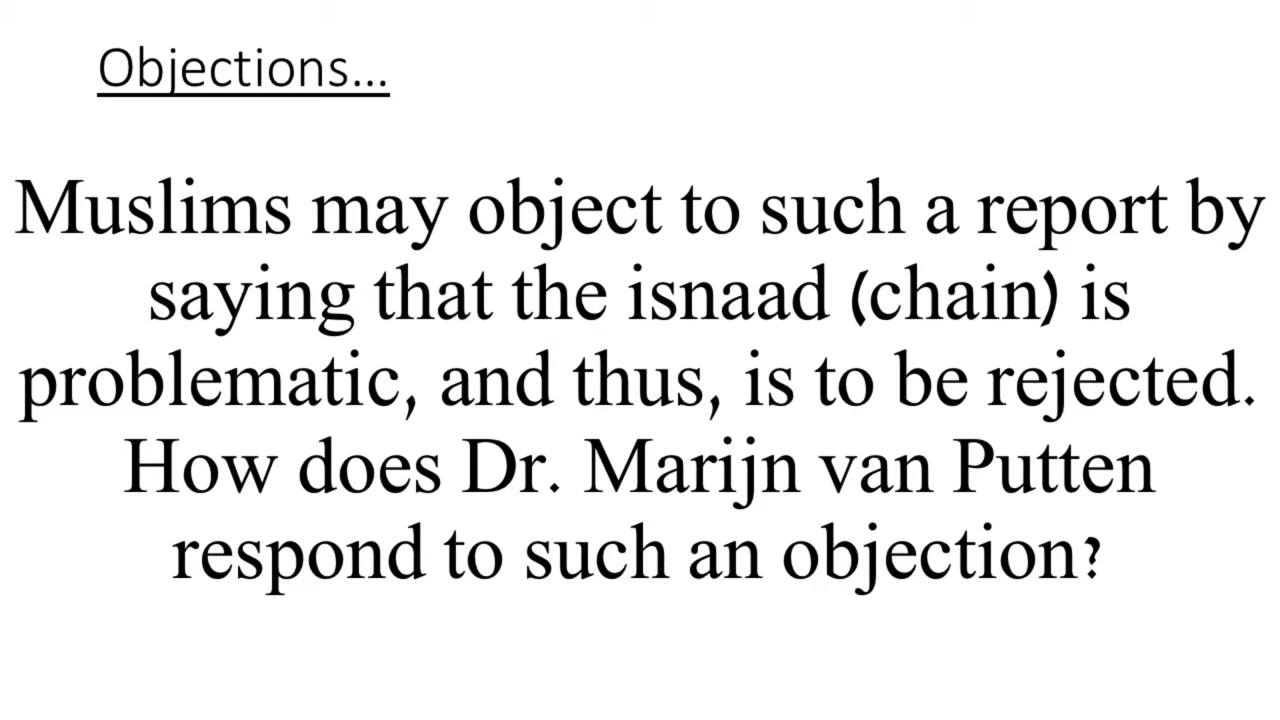 Objections...
Muslims may object to such a report by
saying that the isnaad (chain) is
problematic, and thus, is to be rejected.
How does Dr. Marijn van Putten
respond to such an objection?